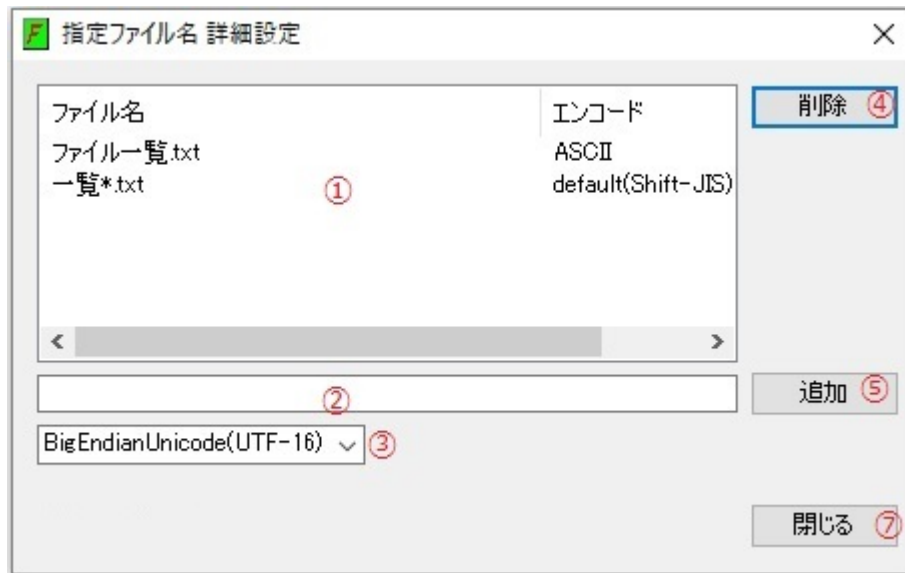 F 指定ファイル名 詳細設定
ファイル名 エンコード 削除 ④
ファイル一覧.txt ASCII
一覧*.txt ① default(Shift-JIS)
② 追加 ⑤
BigEndianUnicode(UTF-16) ③
閉じる ⑦